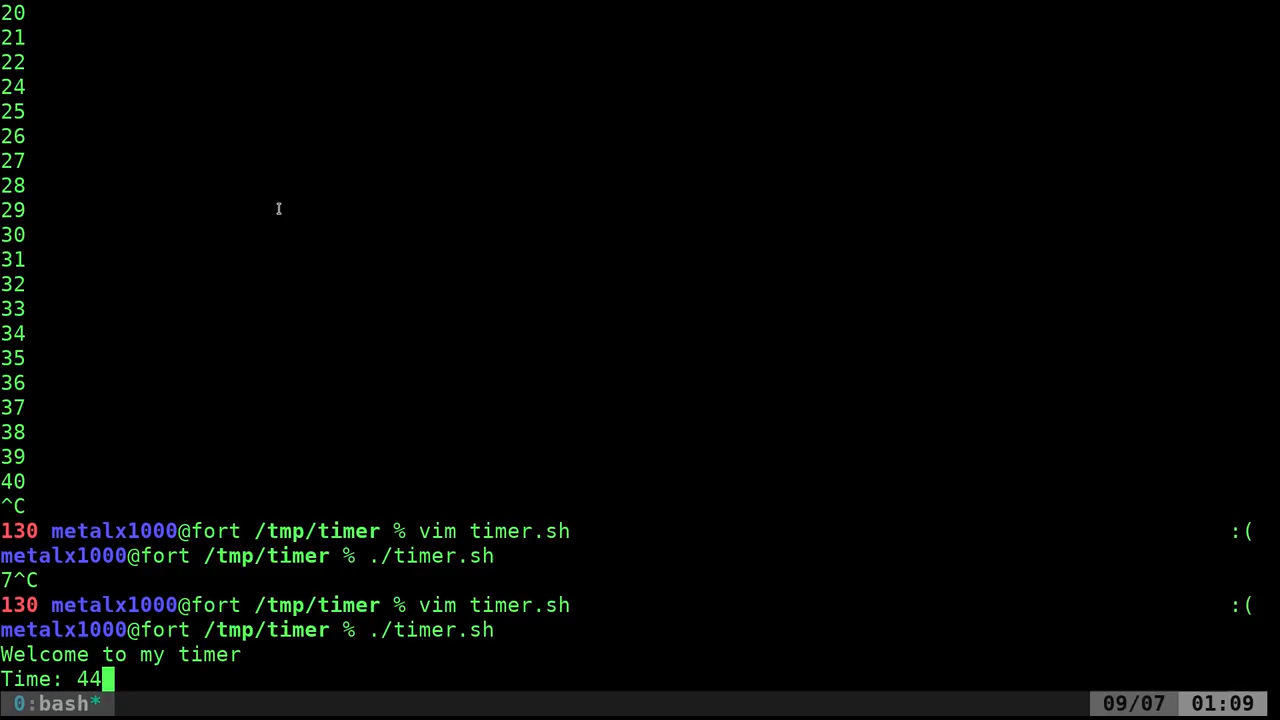 20
21
22
24
25
26
27
28
29
30
31
32
33
34
35
36
37
38
39
40
^C
130 metalx1000@fort /tmp/timer % vim timer.sh :(
metalx1000@fort /tmp/timer % ./timer.sh
7^C
130 metalx1000@fort /tmp/timer % vim timer.sh :(
metalx1000@fort /tmp/timer % ./timer.sh
Welcome to my timer
Time: 44
0:bash* 09/07 01:09